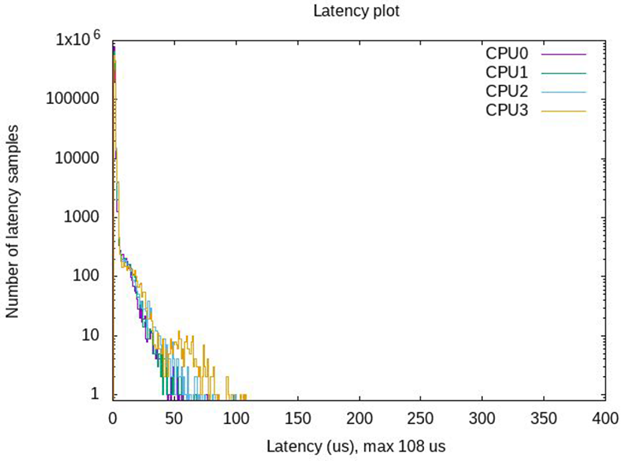 Latency plot
Number of latency samples
1x10^6
100000
10000
1000
100
10
1
CPU0
CPU1
CPU2
CPU3
0 50 100 150 200 250 300 350 400
Latency (us), max 108 us